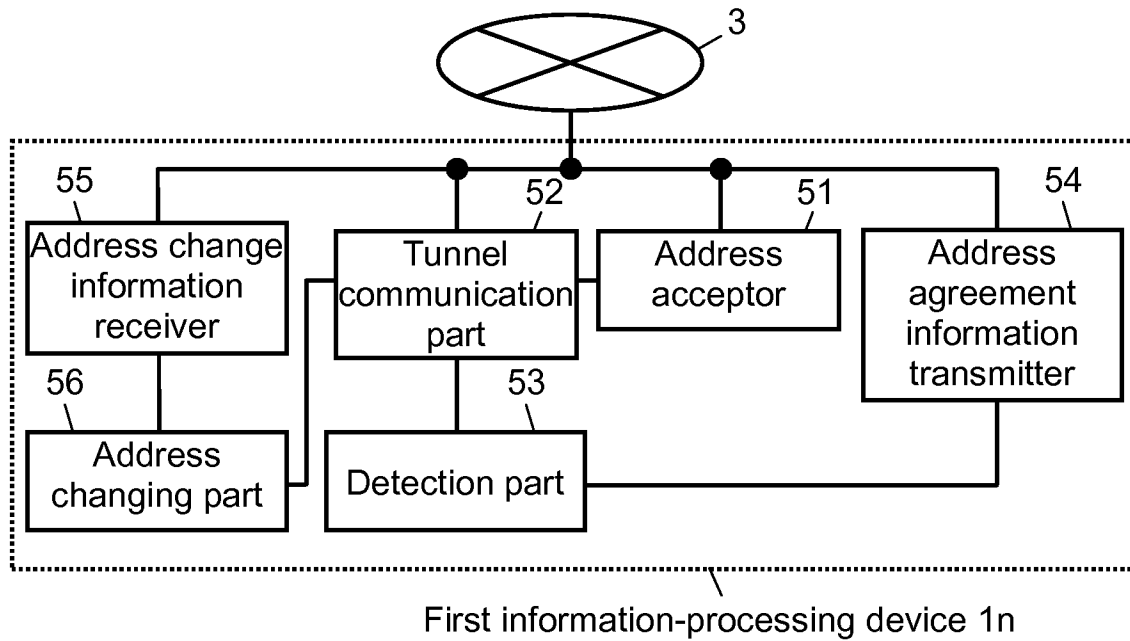 3
55
52
51
54
Address change
information
receiver
Tunnel
communication
part
Address
acceptor
Address
agreement
information
transmitter
56
53
Address
changing part
Detection part
First information-processing device 1n